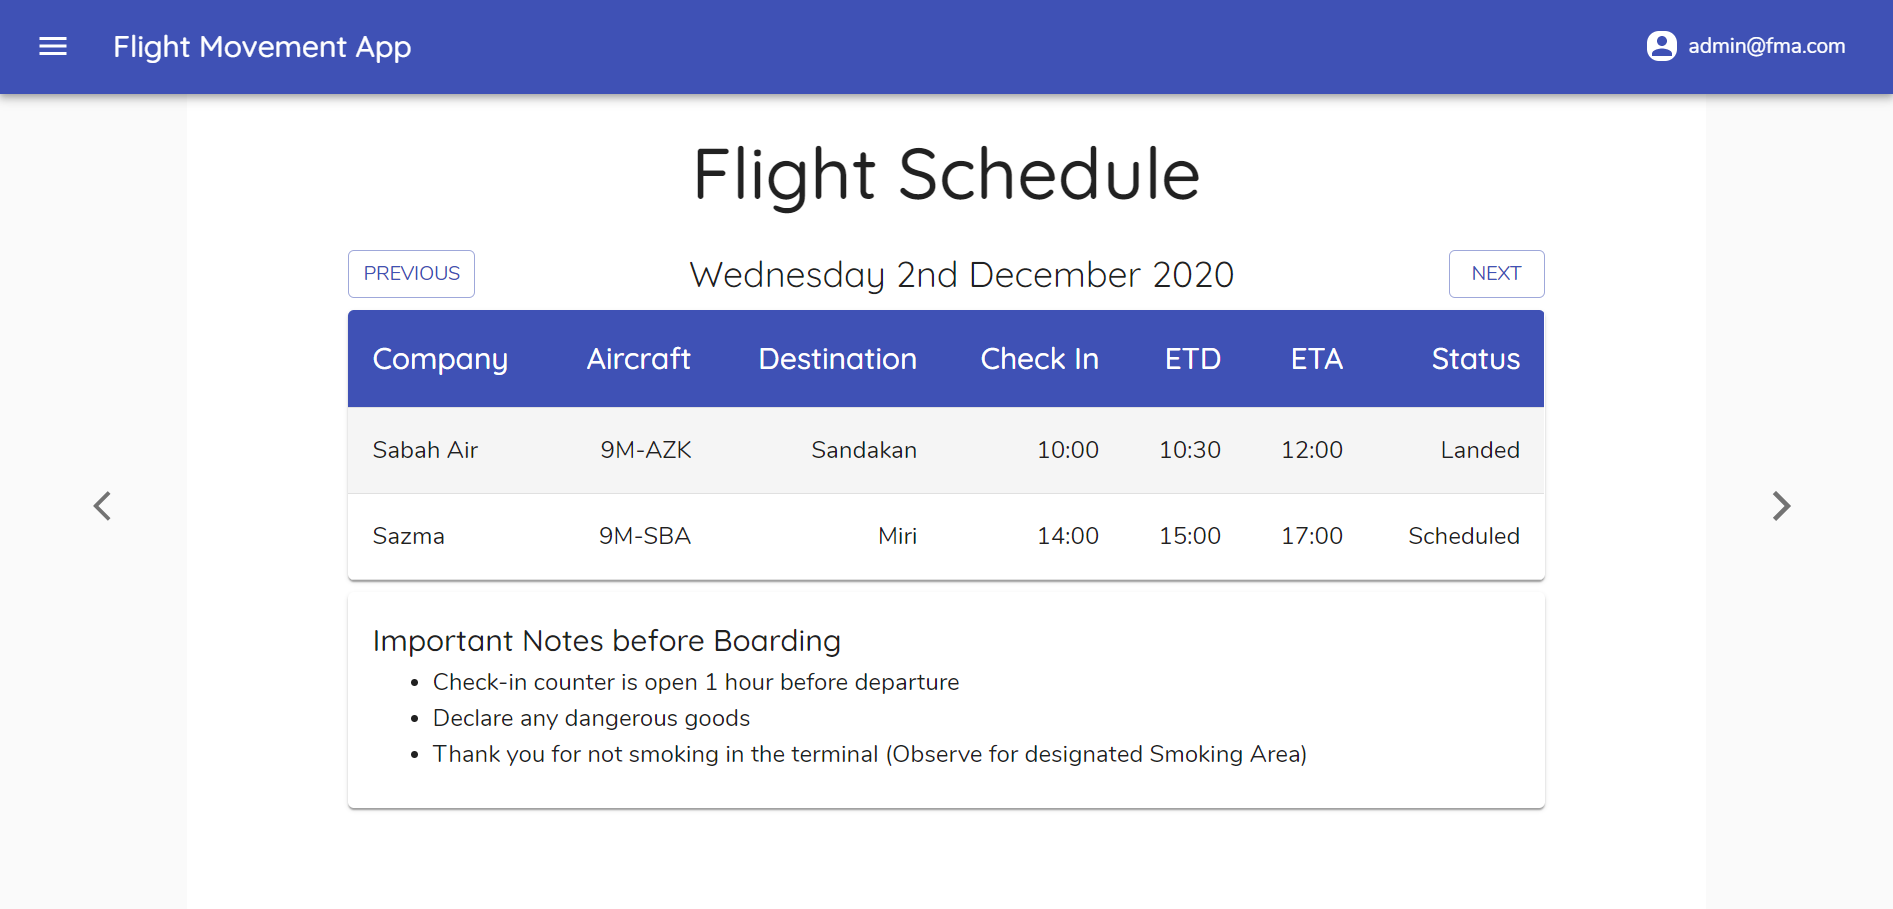 Flight Movement App
admin@fma.com
Flight Schedule
PREVIOUS
Wednesday 2nd December 2020
NEXT
Company Aircraft Destination Check In ETD ETA Status
Sabah Air 9M-AZK Sandakan 10:00 10:30 12:00 Landed
Sazma 9M-SBA Miri 14:00 15:00 17:00 Scheduled
Important Notes before Boarding
• Check-in counter is open 1 hour before departure
• Declare any dangerous goods
• Thank you for not smoking in the terminal (Observe for designated Smoking Area)